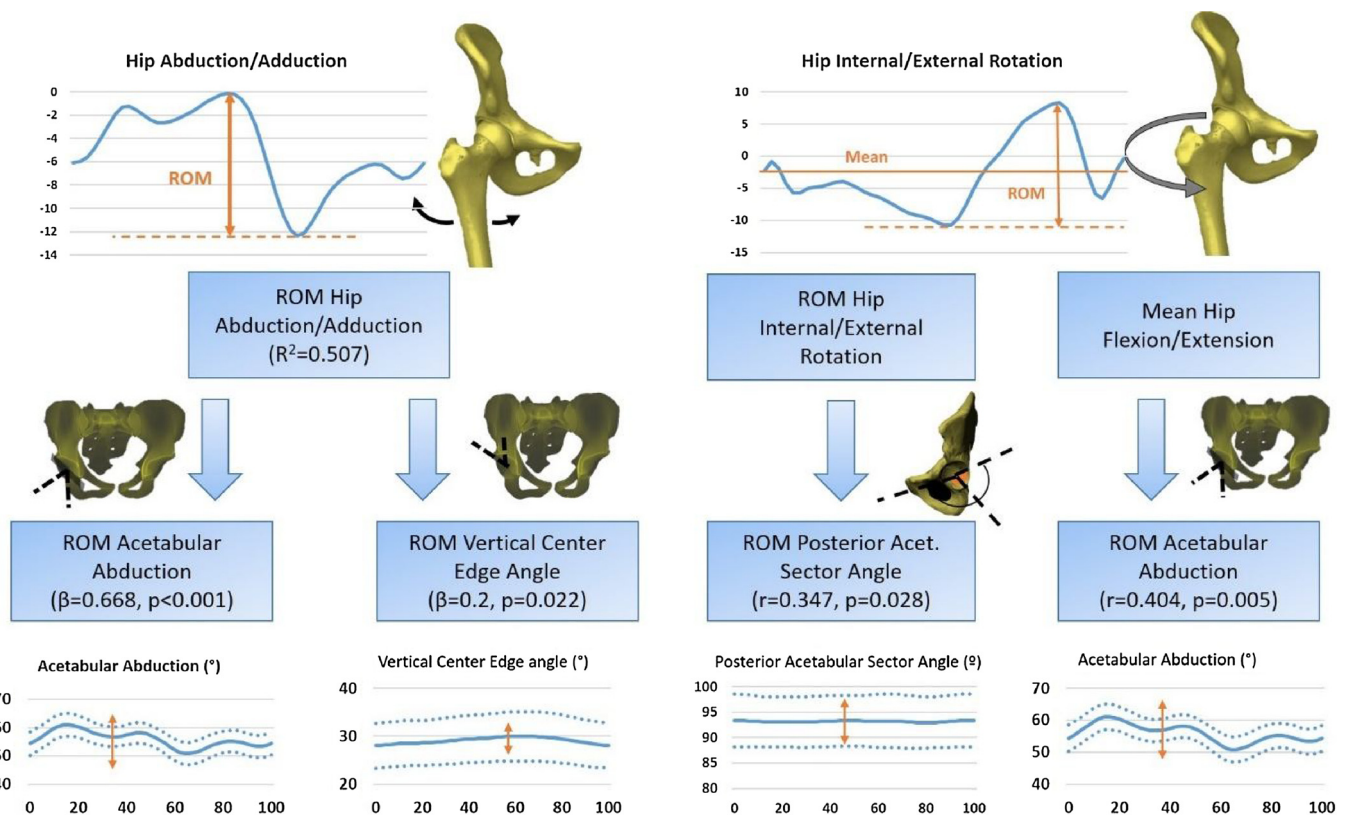 Hip Abduction/Adduction
0
-2
-4
-6
-8
-10
-12
-14
ROM
Hip Internal/External Rotation
10
5
0
-5
-10
-15
Mean
ROM
ROM Hip
Abduction/Adduction
(R²=0.507)
ROM Hip
Internal/External
Rotation
Mean Hip
Flexion/Extension
ROM Acetabular
Abduction
(β=0.668, p<0.001)
ROM Vertical Center
Edge Angle
(β=0.2, p=0.022)
ROM Posterior Acet.
Sector Angle
(r=0.347, p=0.028)
ROM Acetabular
Abduction
(r=0.404, p=0.005)
Acetabular Abduction (°)
70
60
50
40
0 20 40 60 80 100
Vertical Center Edge angle (°)
40
30
20
0 20 40 60 80 100
Posterior Acetabular Sector Angle (º)
100
95
90
85
80
0 20 40 60 80 100
Acetabular Abduction (°)
70
60
50
40
0 20 40 60 80 100